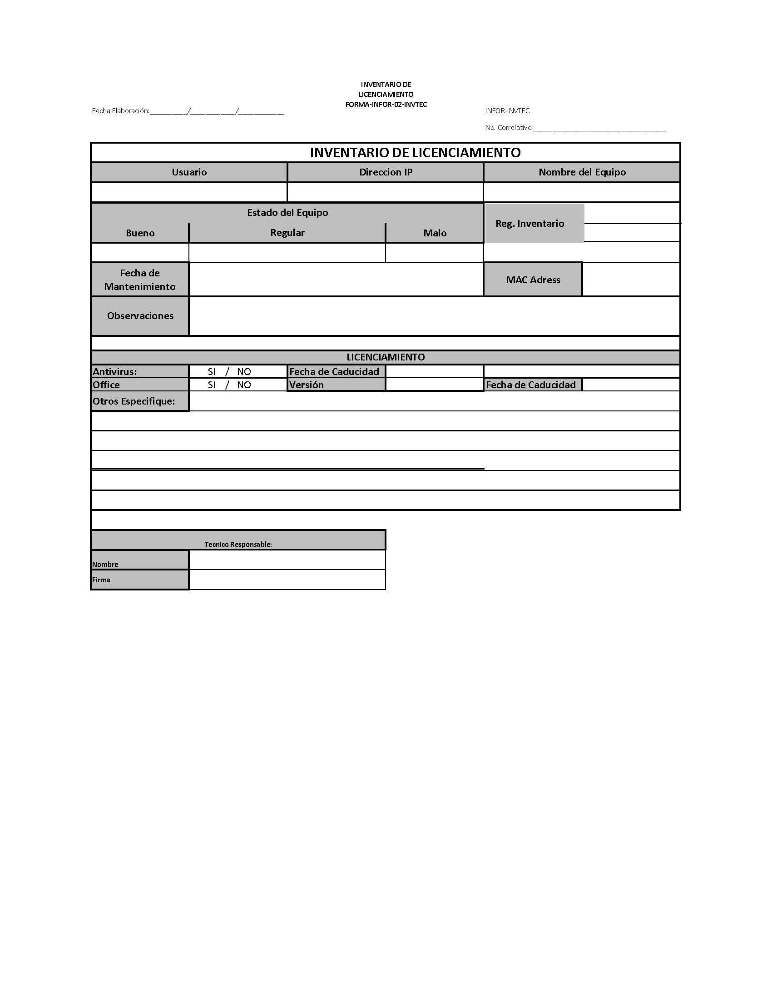 INVENTARIO DE
LICENCIAMIENTO
FORMA-INFOR-02-INVTEC
Fecha Elaboración:__________/____________/____________
INFOR-INVTEC
No. Correlativo:___________________________________
INVENTARIO DE LICENCIAMIENTO
Usuario Direccion IP Nombre del Equipo
Estado del Equipo
Reg. Inventario
Bueno Regular Malo
Fecha de
Mantenimiento
MAC Adress
Observaciones
LICENCIAMIENTO
Antivirus: SI / NO Fecha de Caducidad
Office SI / NO Versión Fecha de Caducidad
Otros Especifique:
Tecnico Responsable:
Nombre
Firma